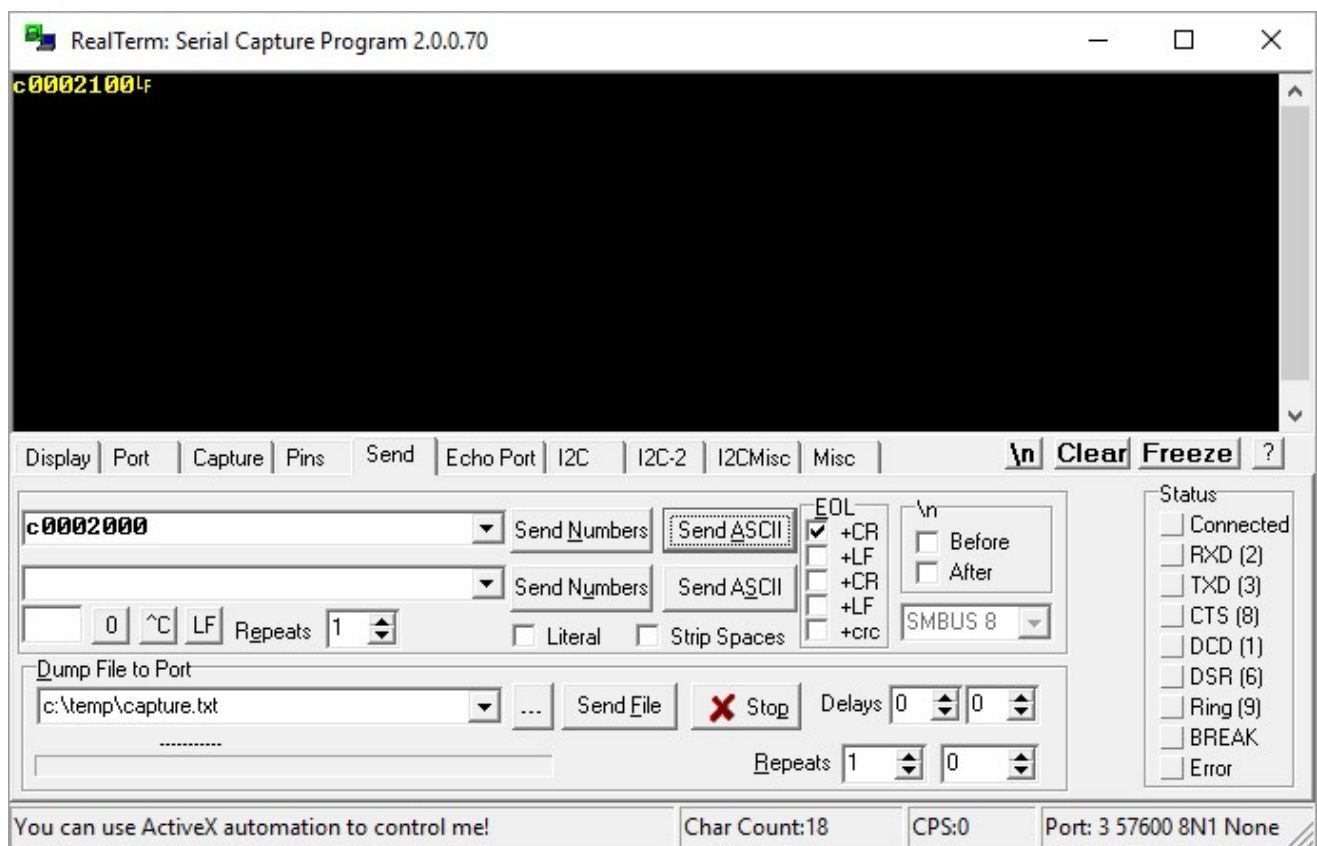 RealTerm: Serial Capture Program 2.0.0.70
c0002100LF
Display Port Capture Pins Send Echo Port I2C I2C-2 I2CMisc Misc \n Clear Freeze ?
c0002000 Send Numbers Send ASCII
Send Numbers Send ASCII
0 ^C LF Repeats 1 Literal Strip Spaces
EOL
+CR
+LF
+CR
+LF
+crc
\n
Before
After
SMBUS 8
Dump File to Port
c:\temp\capture.txt ... Send File Stop Delays 0 0
Repeats 1 0
Status
Connected
RXD (2)
TXD (3)
CTS (8)
DCD (1)
DSR (6)
Ring (9)
BREAK
Error
You can use ActiveX automation to control me! Char Count:18 CPS:0 Port: 3 57600 8N1 None